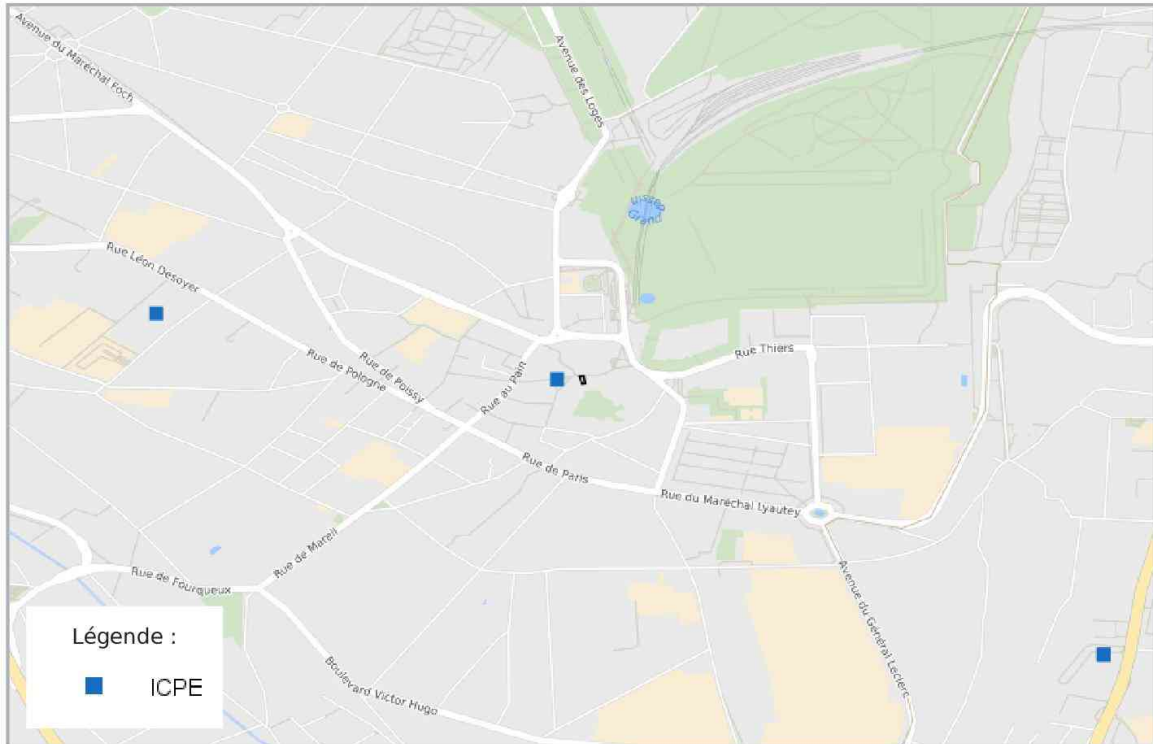 Avenue du Maréchal Foch
Avenue des Loges
Grand
Bassin
Rue Léon Desoyer
Rue de Pologne
Rue de Poissy
Rue au Pain
Rue Thiers
Rue de Paris
Rue du Maréchal Lyautey
Rue de Mareil
Rue de Fourqueux
Boulevard Victor Hugo
Avenue du Général Leclerc
Légende :
ICPE